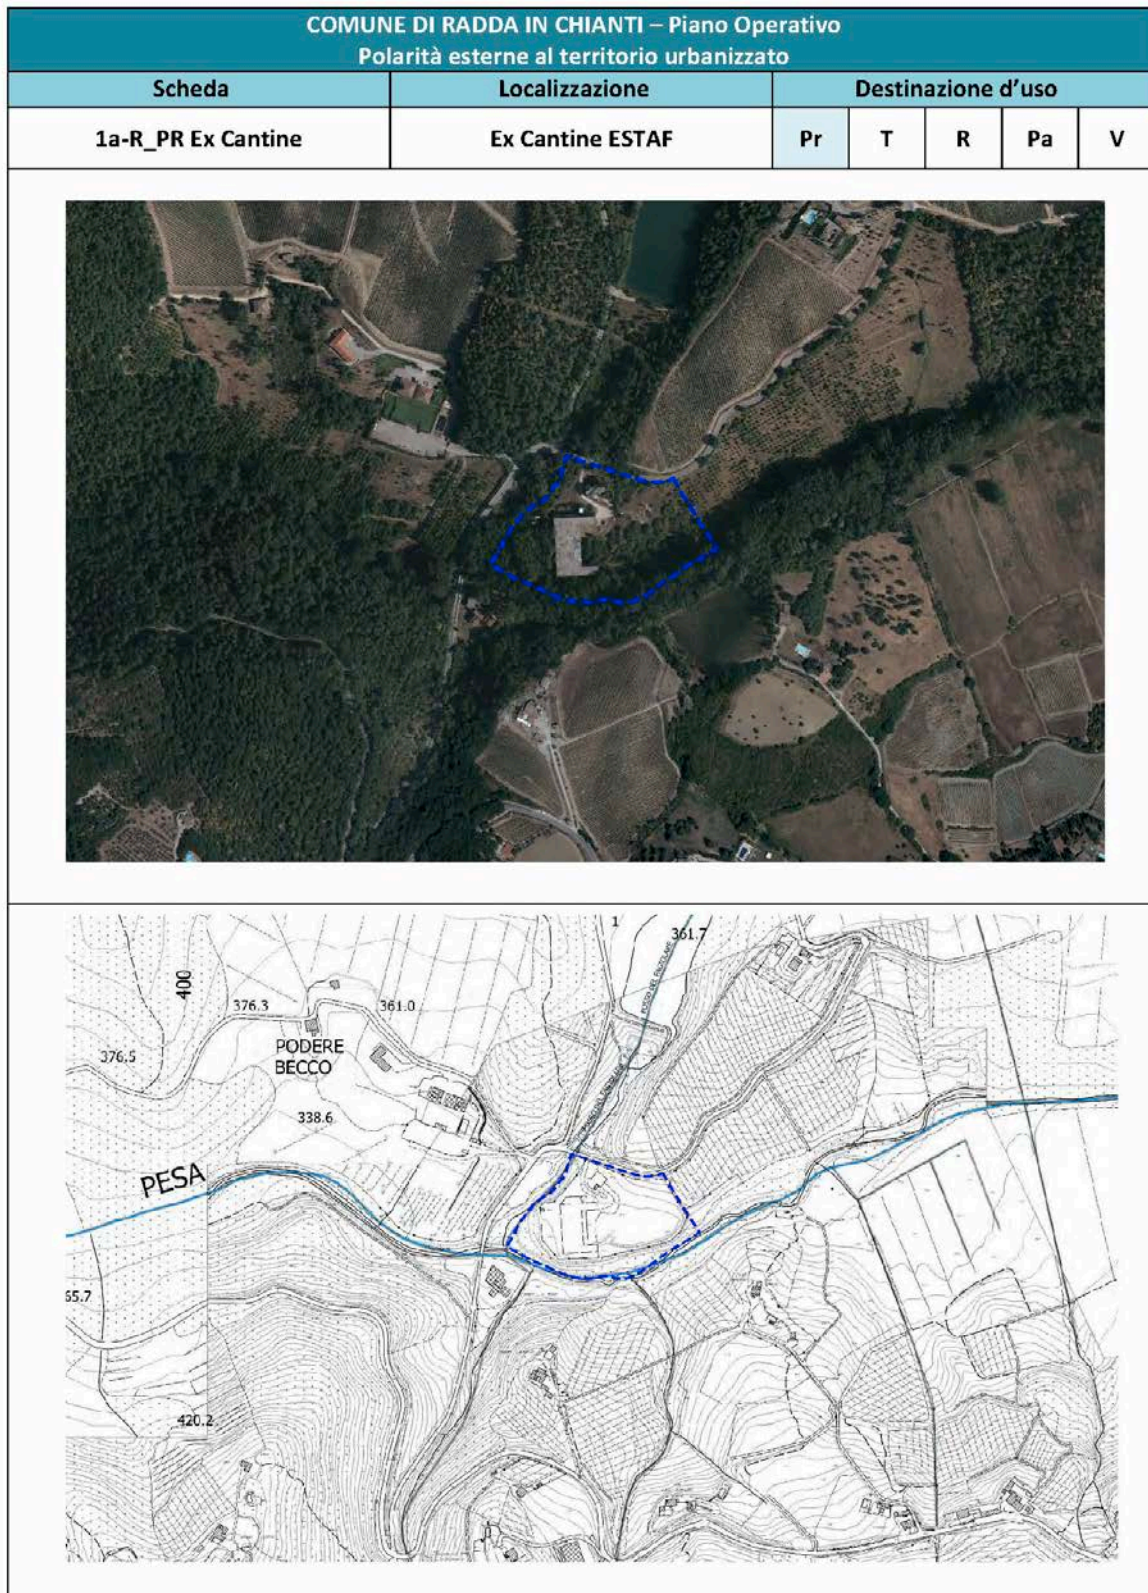 COMUNE DI RADDA IN CHIANTI – Piano Operativo
Polarità esterne al territorio urbanizzato
Scheda
Localizzazione
Destinazione d'uso
1a-R_PR Ex Cantine
Ex Cantine ESTAF
Pr
T
R
Pa
V
1
361.7
400
376.3
361.0
PODERE
BECCO
376.5
338.6
PESA
65.7
420.2